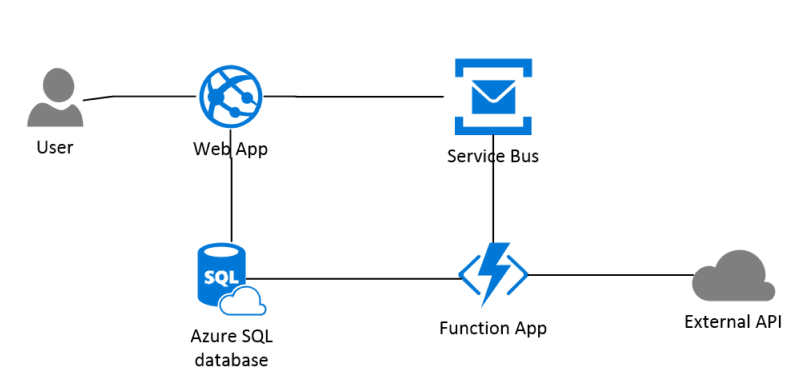 User
Web App
Service Bus
SQL
Azure SQL
database
Function App
External API